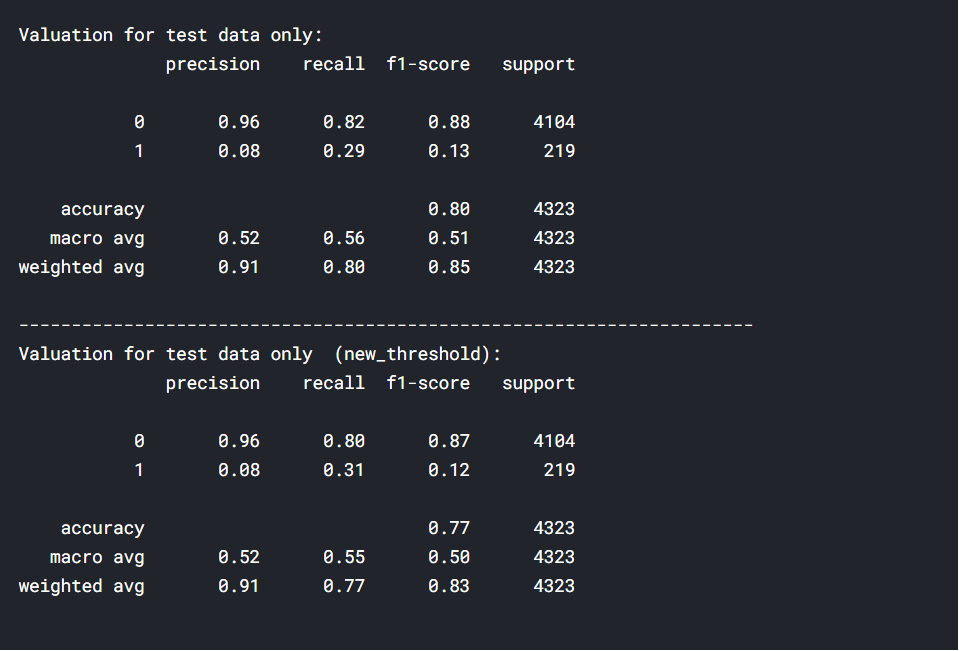 Valuation for test data only:
precision recall f1-score support
0 0.96 0.82 0.88 4104
1 0.08 0.29 0.13 219
accuracy 0.80 4323
macro avg 0.52 0.56 0.51 4323
weighted avg 0.91 0.80 0.85 4323
----------------------------------------------------------------------
Valuation for test data only (new_threshold):
precision recall f1-score support
0 0.96 0.80 0.87 4104
1 0.08 0.31 0.12 219
accuracy 0.77 4323
macro avg 0.52 0.55 0.50 4323
weighted avg 0.91 0.77 0.83 4323